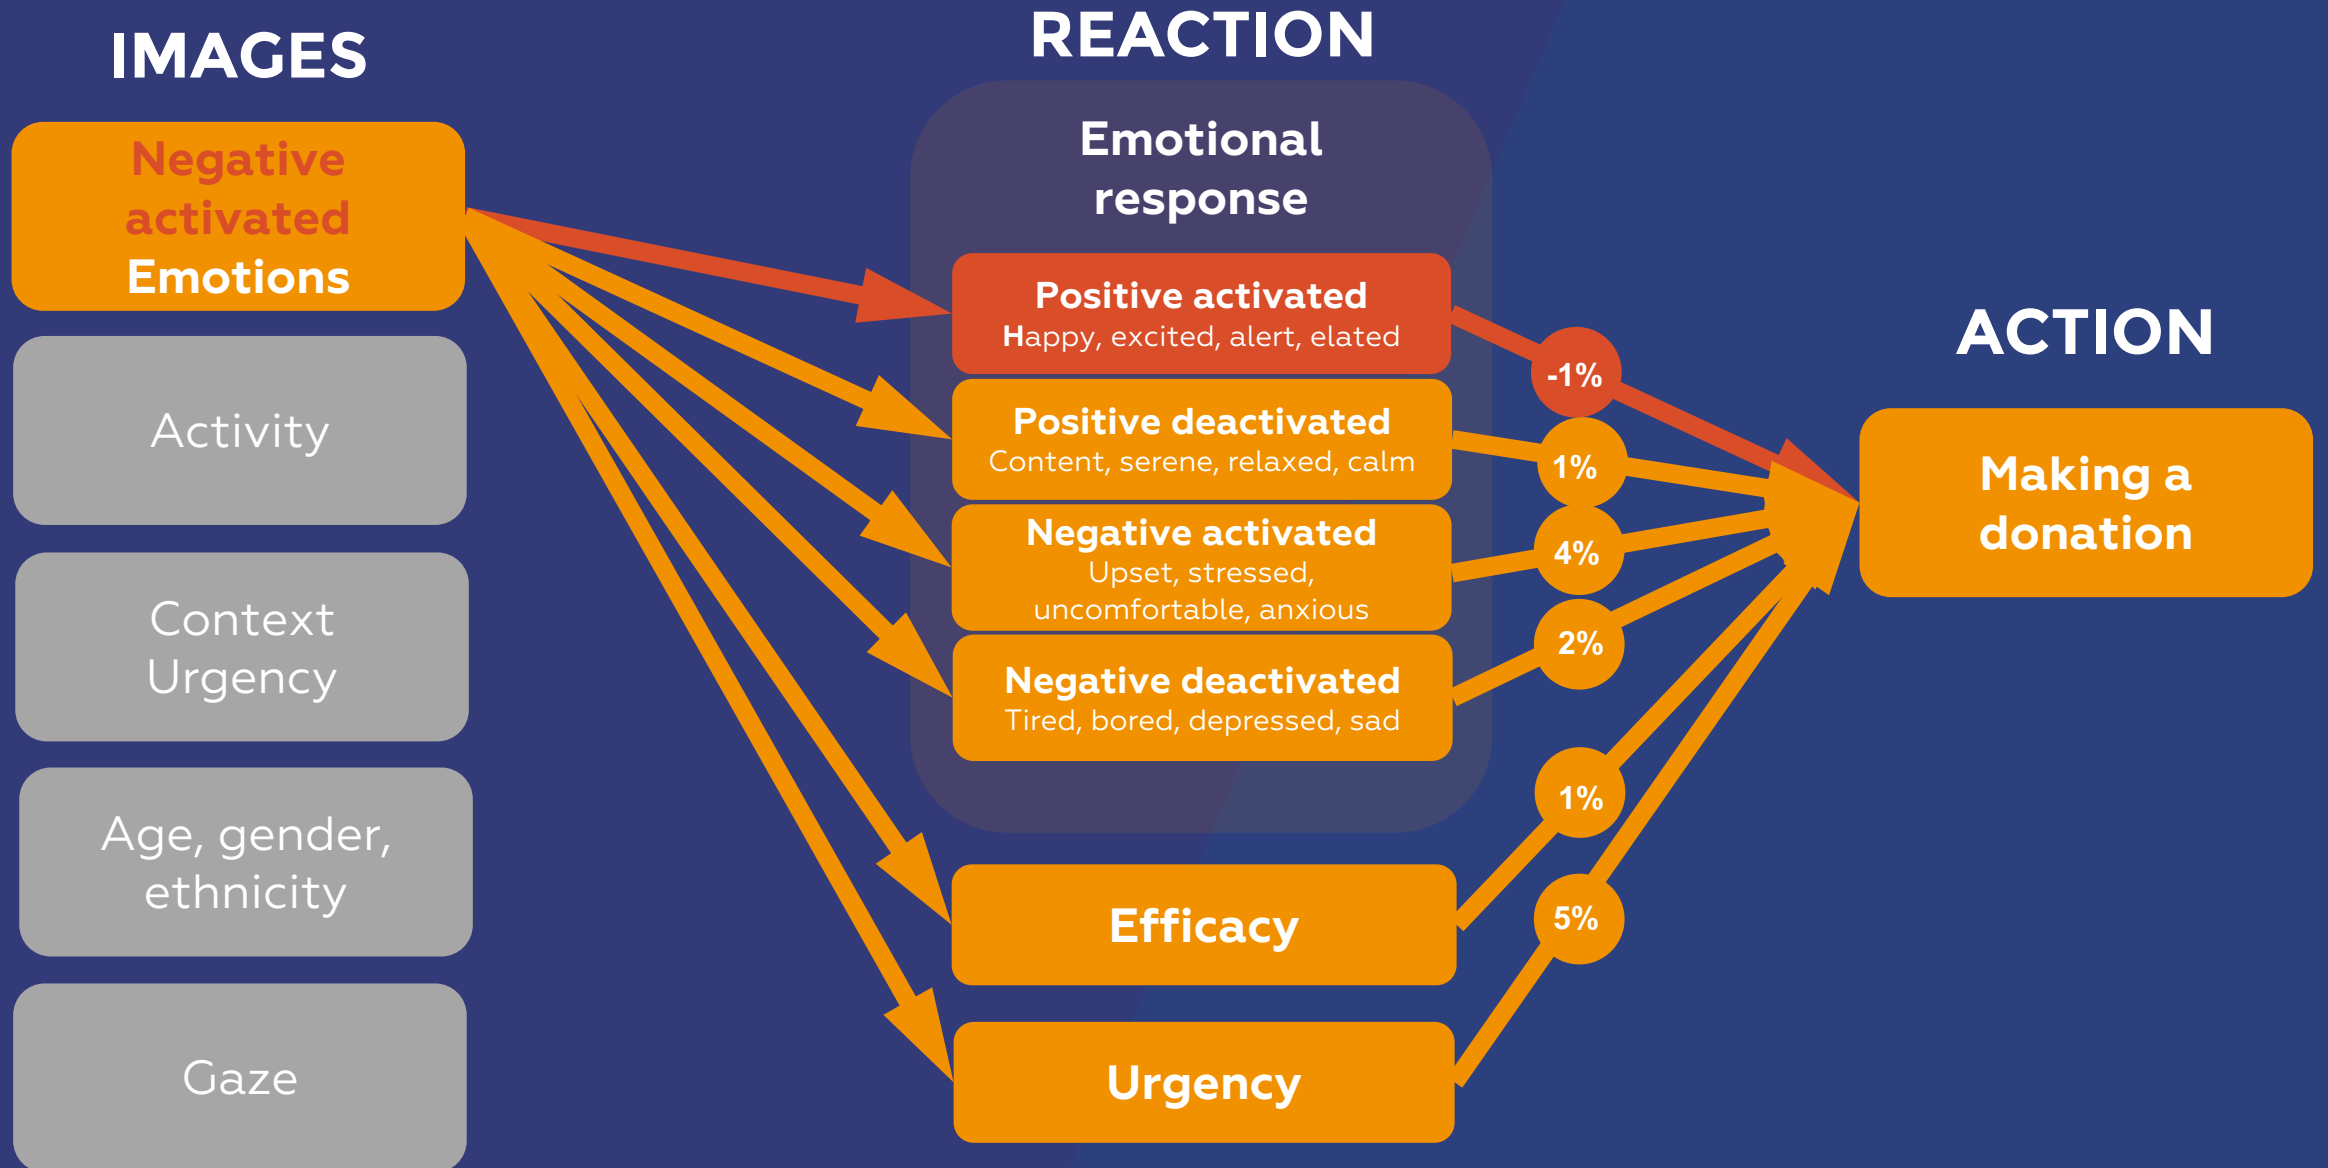 IMAGES
Negative
activated
Emotions
Activity
Context
Urgency
Age, gender,
ethnicity
Gaze
REACTION
Emotional
response
Positive activated
Happy, excited, alert, elated
Positive deactivated
Content, serene, relaxed, calm
Negative activated
Upset, stressed,
uncomfortable, anxious
Negative deactivated
Tired, bored, depressed, sad
Efficacy
Urgency
-1%
1%
4%
2%
1%
5%
ACTION
Making a
donation